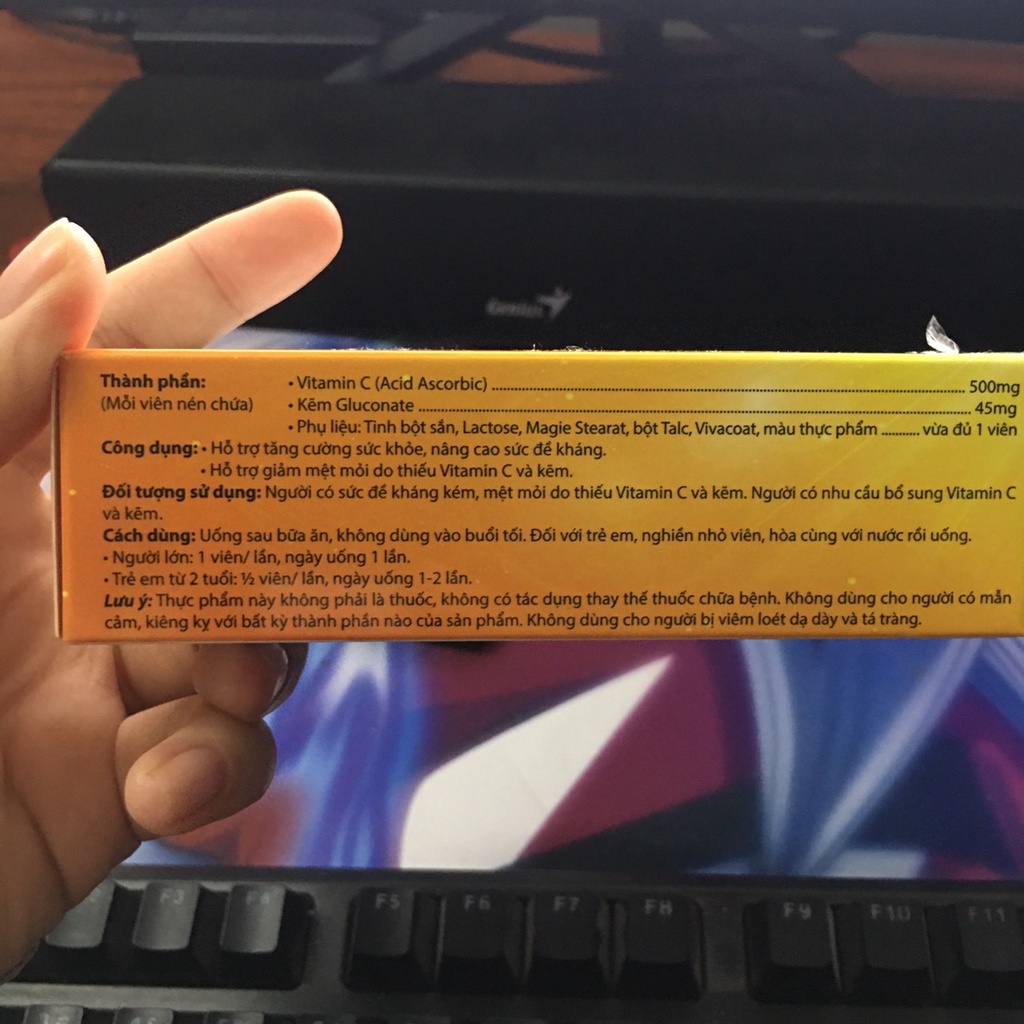 Genius
Thành phần: • Vitamin C (Acid Ascorbic) ........ 500mg
(Mỗi viên nén chứa) • Kẽm Gluconate ........ 45mg
• Phụ liệu: Tinh bột sắn, Lactose, Magie Stearat, bột Talc, Vivacoat, màu thực phẩm .......... vừa đủ 1 viên
Công dụng: • Hỗ trợ tăng cường sức khỏe, nâng cao sức đề kháng.
• Hỗ trợ giảm mệt mỏi do thiếu Vitamin C và kẽm.
Đối tượng sử dụng: Người có sức đề kháng kém, mệt mỏi do thiếu Vitamin C và kẽm. Người có nhu cầu bổ sung Vitamin C
và kẽm.
Cách dùng: Uống sau bữa ăn, không dùng vào buổi tối. Đối với trẻ em, nghiền nhỏ viên, hòa cùng với nước rồi uống.
• Người lớn: 1 viên/ lần, ngày uống 1 lần.
• Trẻ em từ 2 tuổi: ½ viên/ lần, ngày uống 1-2 lần.
Lưu ý: Thực phẩm này không phải là thuốc, không có tác dụng thay thế thuốc chữa bệnh. Không dùng cho người có mẫn
cảm, kiêng kỵ với bất kỳ thành phần nào của sản phẩm. Không dùng cho người bị viêm loét dạ dày và tá tràng.
F3 F4 F5 F6 F7 F8 F9 F10 F11